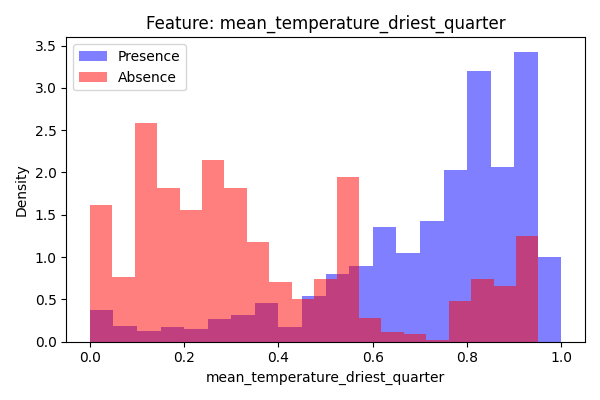 Feature: mean_temperature_driest_quarter
Presence
Absence
3.5
3.0
2.5
2.0
1.5
1.0
0.5
0.0
Density
0.0 0.2 0.4 0.6 0.8 1.0
mean_temperature_driest_quarter